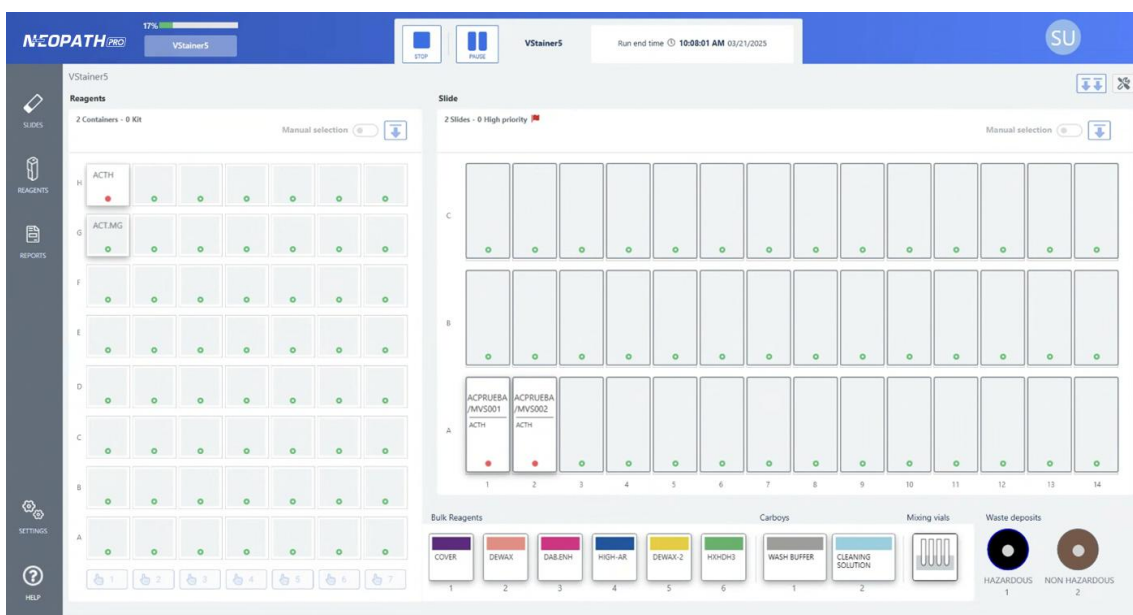 NEOPATH PRO
17%
VStainer5
STOP
PAUSE
VStainer5
Run end time 10:08:01 AM 03/21/2025
SU
SLIDES
REAGENTS
REPORTS
SETTINGS
HELP
VStainer5
Reagents
2 Containers - 0 Kit
Manual selection
H
ACTH
G
ACT.MG
F
E
D
C
B
A
1 2 3 4 5 6 7
Slide
2 Slides - 0 High priority
Manual selection
C
B
A
ACPRUEBA
/MVS001
ACTH
ACPRUEBA
/MVS002
ACTH
1 2 3 4 5 6 7 8 9 10 11 12 13 14
Bulk Reagents
COVER DEWAX DAB.ENH HIGH-AR DEWAX-2 HXHDH3
1 2 3 4 5 6
Carboys
WASH BUFFER
CLEANING
SOLUTION
1 2
Mixing vials
Waste deposits
HAZARDOUS NON HAZARDOUS
1 2